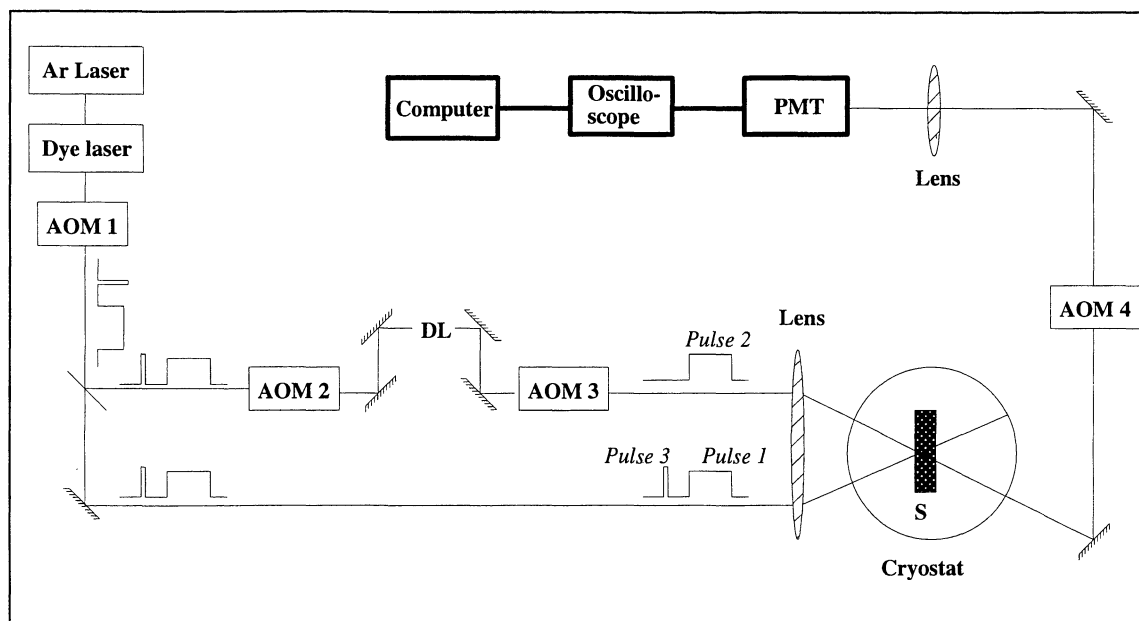 Ar Laser
Dye laser
AOM 1
Computer
Oscillo-
scope
PMT
Lens
AOM 4
Lens
DL
Pulse 2
AOM 2
AOM 3
Pulse 3
Pulse 1
S
Cryostat